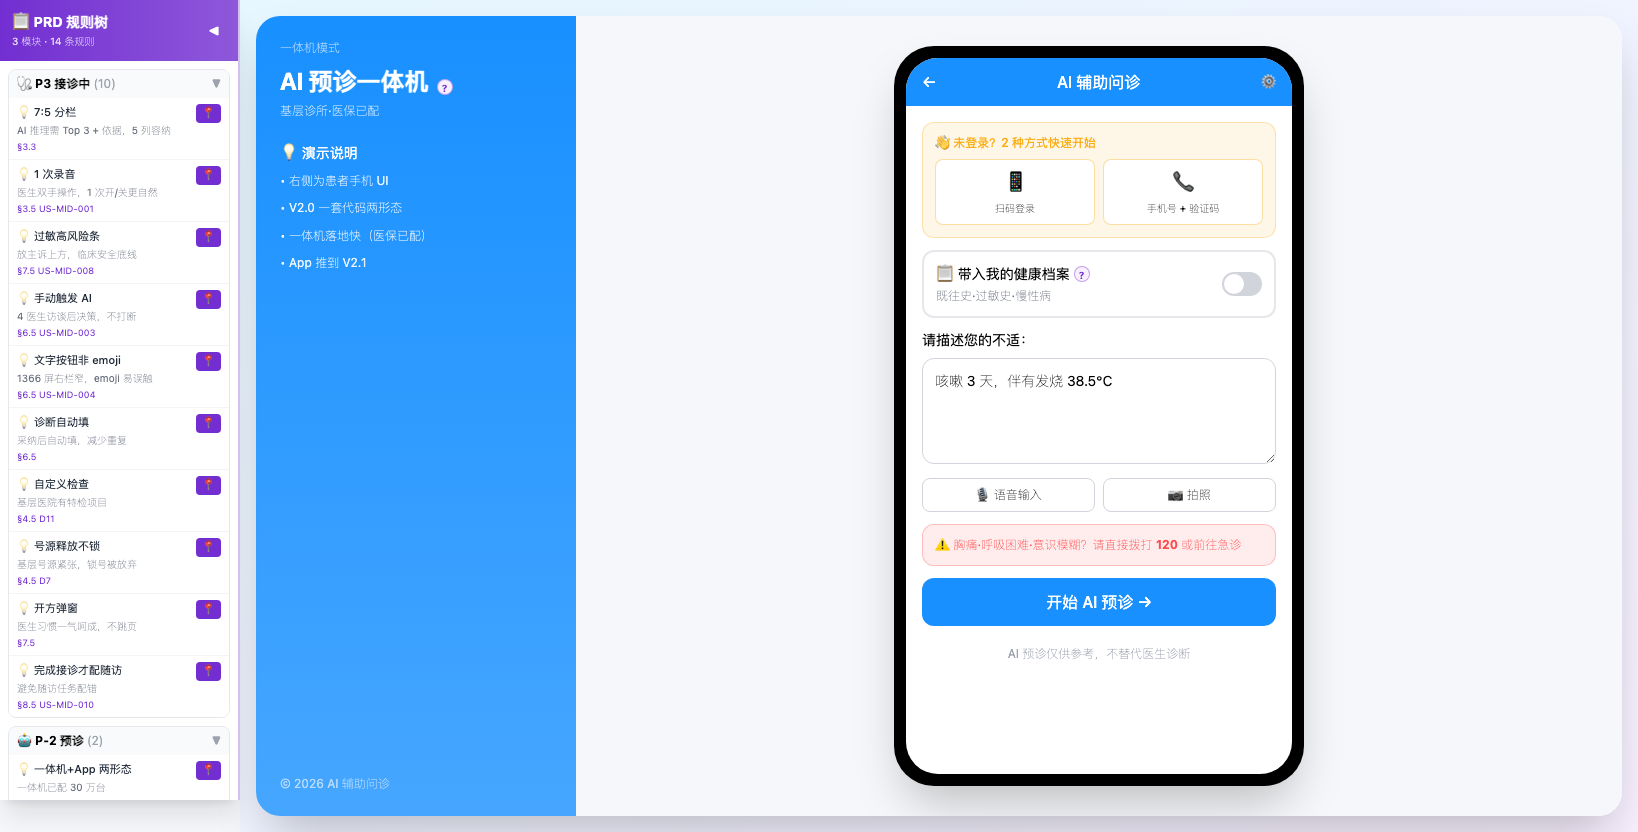 PRD 规则树
3 模块 · 14 条规则
P3 接诊中 (10)
7:5 分栏
AI 推理需 Top 3 + 依据，5 列容纳
§3.3
1 次录音
医生双手操作，1 次开/关更自然
§3.5 US-MID-001
过敏高风险条
放主诉上方，临床安全底线
§7.5 US-MID-008
手动触发 AI
4 医生访谈后决策，不打断
§6.5 US-MID-003
文字按钮非 emoji
1366 屏右栏窄，emoji 易误触
§6.5 US-MID-004
诊断自动填
采纳后自动填，减少重复
§6.5
自定义检查
基层医院有特检项目
§4.5 D11
号源释放不锁
基层号源紧张，锁号被放弃
§4.5 D7
开方弹窗
医生习惯一气呵成，不跳页
§7.5
完成接诊才配随访
避免随访任务配错
§8.5 US-MID-010
P-2 预诊 (2)
一体机+App 两形态
一体机已配 30 万台
一体机模式
AI 预诊一体机 ?
基层诊所·医保已配
演示说明
• 右侧为患者手机 UI
• V2.0 一套代码两形态
• 一体机落地快（医保已配）
• App 推到 V2.1
© 2026 AI 辅助问诊
← AI 辅助问诊
未登录？2 种方式快速开始
扫码登录
手机号 + 验证码
带入我的健康档案 ?
既往史·过敏史·慢性病
请描述您的不适：
咳嗽 3 天，伴有发烧 38.5°C
语音输入
拍照
胸痛·呼吸困难·意识模糊？请直接拨打 120 或前往急诊
开始 AI 预诊 →
AI 预诊仅供参考，不替代医生诊断